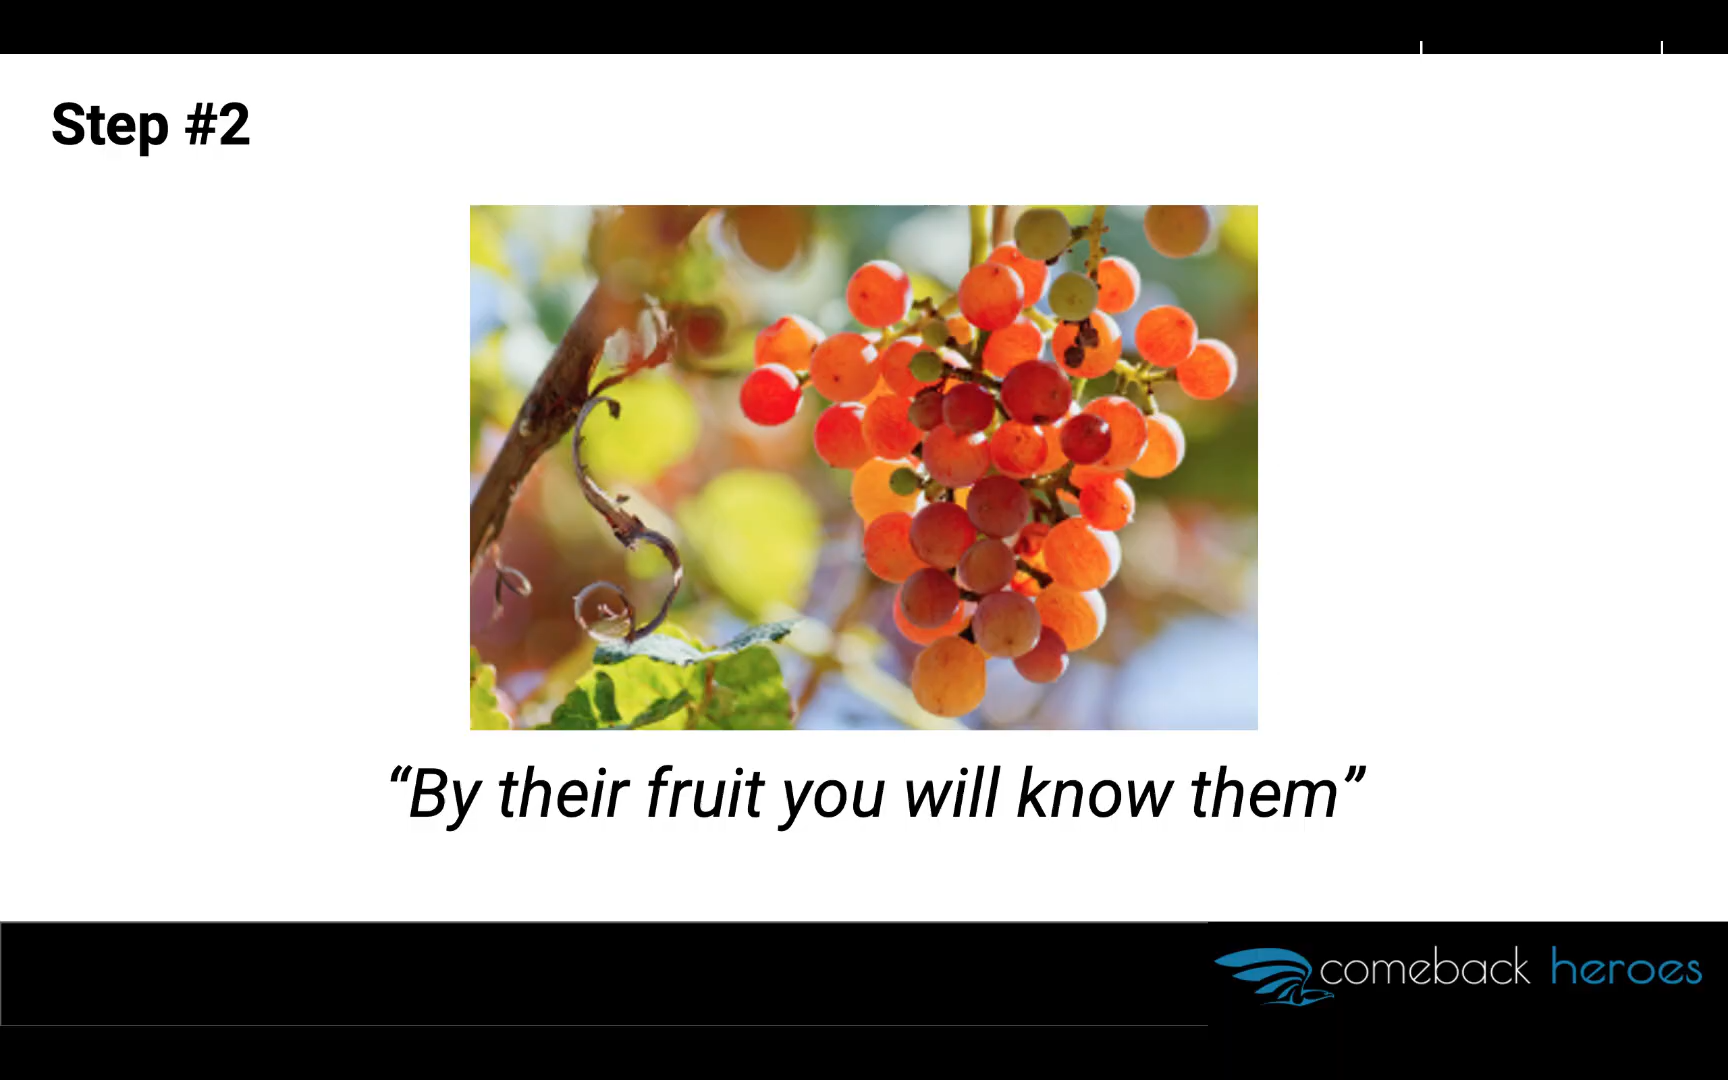 Step #2
“By their fruit you will know them”
comeback heroes